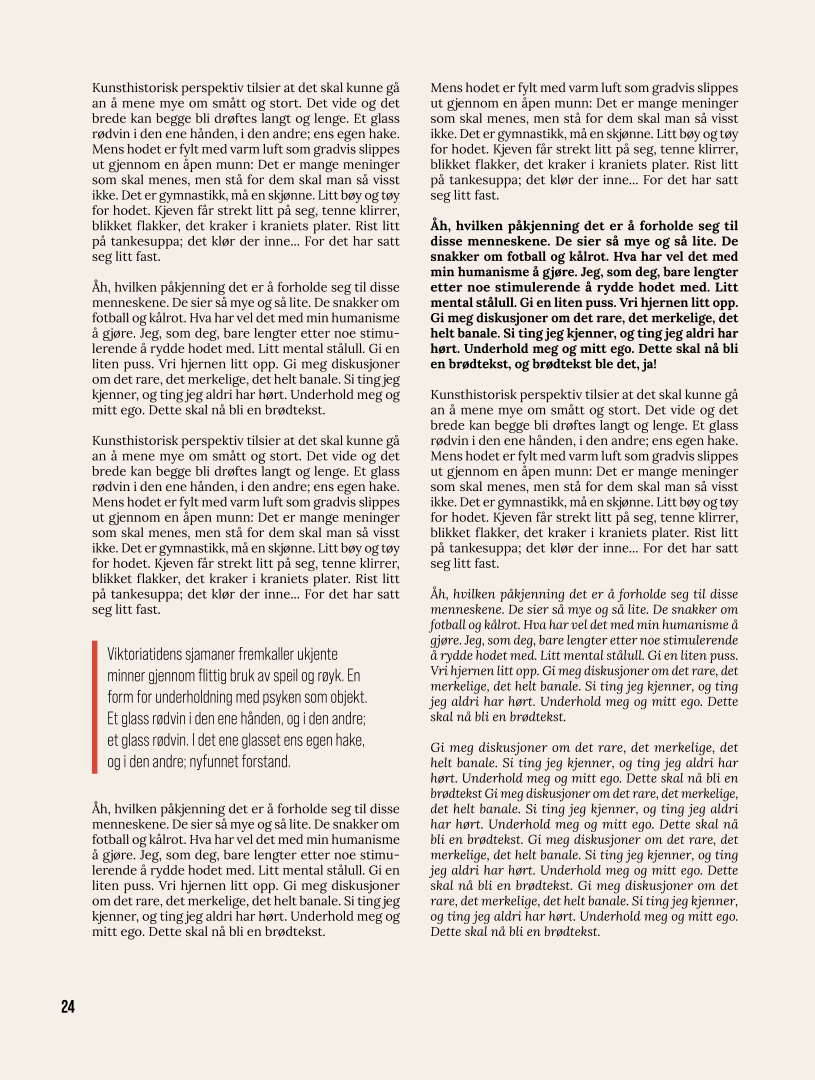 Kunsthistorisk perspektiv tilsier at det skal kunne gå
an å mene mye om smått og stort. Det vide og det
brede kan begge bli drøftes langt og lenge. Et glass
rødvin i den ene hånden, i den andre; ens egen hake.
Mens hodet er fylt med varm luft som gradvis slippes
ut gjennom en åpen munn: Det er mange meninger
som skal menes, men stå for dem skal man så visst
ikke. Det er gymnastikk, må en skjønne. Litt bøy og tøy
for hodet. Kjeven får strekt litt på seg, tenne klirrer,
blikket flakker, det kraker i kraniets plater. Rist litt
på tankesuppa; det klør der inne... For det har satt
seg litt fast.
Åh, hvilken påkjenning det er å forholde seg til disse
menneskene. De sier så mye og så lite. De snakker om
fotball og kålrot. Hva har vel det med min humanisme
å gjøre. Jeg, som deg, bare lengter etter noe stimu-
lerende å rydde hodet med. Litt mental stålull. Gi en
liten puss. Vri hjernen litt opp. Gi meg diskusjoner
om det rare, det merkelige, det helt banale. Si ting jeg
kjenner, og ting jeg aldri har hørt. Underhold meg og
mitt ego. Dette skal nå bli en brødtekst.
Kunsthistorisk perspektiv tilsier at det skal kunne gå
an å mene mye om smått og stort. Det vide og det
brede kan begge bli drøftes langt og lenge. Et glass
rødvin i den ene hånden, i den andre; ens egen hake.
Mens hodet er fylt med varm luft som gradvis slippes
ut gjennom en åpen munn: Det er mange meninger
som skal menes, men stå for dem skal man så visst
ikke. Det er gymnastikk, må en skjønne. Litt bøy og tøy
for hodet. Kjeven får strekt litt på seg, tenne klirrer,
blikket flakker, det kraker i kraniets plater. Rist litt
på tankesuppa; det klør der inne... For det har satt
seg litt fast.
Viktoriatidens sjamaner fremkaller ukjente
minner gjennom flittig bruk av speil og røyk. En
form for underholdning med psyken som objekt.
Et glass rødvin i den ene hånden, og i den andre;
et glass rødvin. I det ene glasset ens egen hake,
og i den andre; nyfunnet forstand.
Åh, hvilken påkjenning det er å forholde seg til disse
menneskene. De sier så mye og så lite. De snakker om
fotball og kålrot. Hva har vel det med min humanisme
å gjøre. Jeg, som deg, bare lengter etter noe stimu-
lerende å rydde hodet med. Litt mental stålull. Gi en
liten puss. Vri hjernen litt opp. Gi meg diskusjoner
om det rare, det merkelige, det helt banale. Si ting jeg
kjenner, og ting jeg aldri har hørt. Underhold meg og
mitt ego. Dette skal nå bli en brødtekst.
Mens hodet er fylt med varm luft som gradvis slippes
ut gjennom en åpen munn: Det er mange meninger
som skal menes, men stå for dem skal man så visst
ikke. Det er gymnastikk, må en skjønne. Litt bøy og tøy
for hodet. Kjeven får strekt litt på seg, tenne klirrer,
blikket flakker, det kraker i kraniets plater. Rist litt
på tankesuppa; det klør der inne... For det har satt
seg litt fast.
Åh, hvilken påkjenning det er å forholde seg til
disse menneskene. De sier så mye og så lite. De
snakker om fotball og kålrot. Hva har vel det med
min humanisme å gjøre. Jeg, som deg, bare lengter
etter noe stimulerende å rydde hodet med. Litt
mental stålull. Gi en liten puss. Vri hjernen litt opp.
Gi meg diskusjoner om det rare, det merkelige, det
helt banale. Si ting jeg kjenner, og ting jeg aldri har
hørt. Underhold meg og mitt ego. Dette skal nå bli
en brødtekst, og brødtekst ble det, ja!
Kunsthistorisk perspektiv tilsier at det skal kunne gå
an å mene mye om smått og stort. Det vide og det
brede kan begge bli drøftes langt og lenge. Et glass
rødvin i den ene hånden, i den andre; ens egen hake.
Mens hodet er fylt med varm luft som gradvis slippes
ut gjennom en åpen munn: Det er mange meninger
som skal menes, men stå for dem skal man så visst
ikke. Det er gymnastikk, må en skjønne. Litt bøy og tøy
for hodet. Kjeven får strekt litt på seg, tenne klirrer,
blikket flakker, det kraker i kraniets plater. Rist litt
på tankesuppa; det klør der inne... For det har satt
seg litt fast.
Åh, hvilken påkjenning det er å forholde seg til disse
menneskene. De sier så mye og så lite. De snakker om
fotball og kålrot. Hva har vel det med min humanisme å
gjøre. Jeg, som deg, bare lengter etter noe stimulerende
å rydde hodet med. Litt mental stålull. Gi en liten puss.
Vri hjernen litt opp. Gi meg diskusjoner om det rare, det
merkelige, det helt banale. Si ting jeg kjenner, og ting
jeg aldri har hørt. Underhold meg og mitt ego. Dette
skal nå bli en brødtekst.
Gi meg diskusjoner om det rare, det merkelige, det
helt banale. Si ting jeg kjenner, og ting jeg aldri har
hørt. Underhold meg og mitt ego. Dette skal nå bli en
brødtekst Gi meg diskusjoner om det rare, det merkelige,
det helt banale. Si ting jeg kjenner, og ting jeg aldri
har hørt. Underhold meg og mitt ego. Dette skal nå
bli en brødtekst. Gi meg diskusjoner om det rare, det
merkelige, det helt banale. Si ting jeg kjenner, og ting
jeg aldri har hørt. Underhold meg og mitt ego. Dette
skal nå bli en brødtekst. Gi meg diskusjoner om det
rare, det merkelige, det helt banale. Si ting jeg kjenner,
og ting jeg aldri har hørt. Underhold meg og mitt ego.
Dette skal nå bli en brødtekst.
24